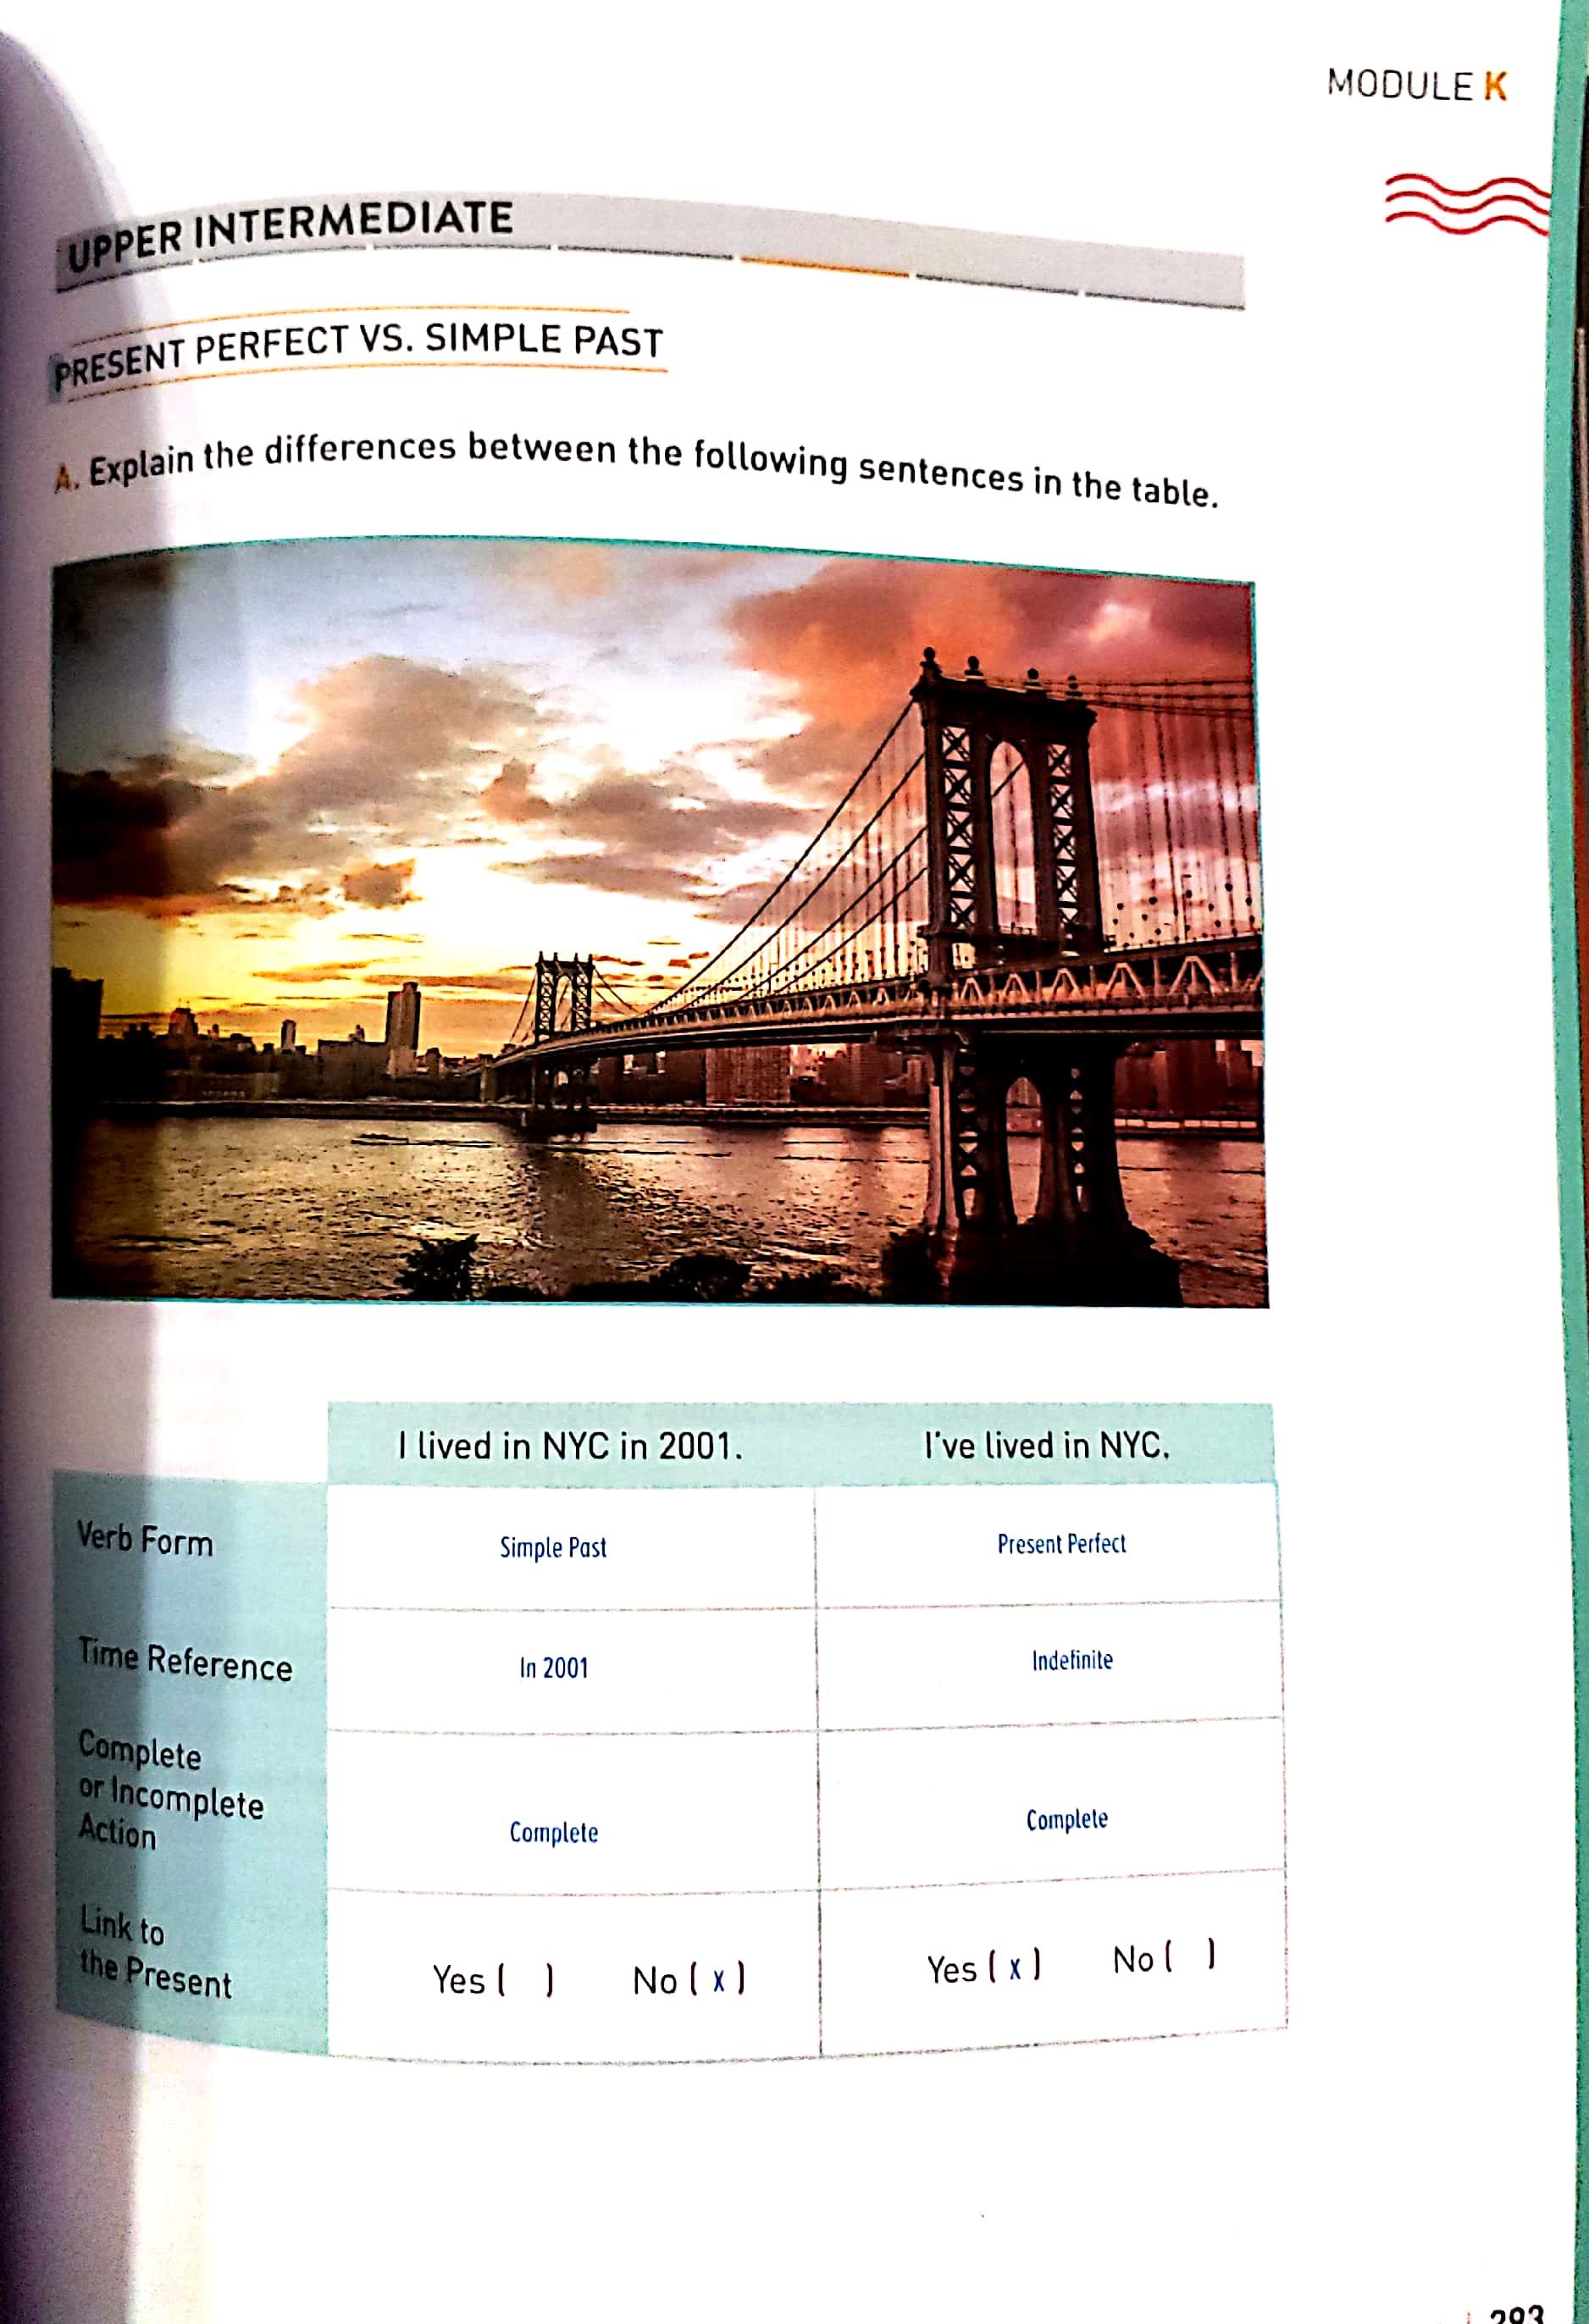 MODULE K
UPPER INTERMEDIATE
PRESENT PERFECT VS. SIMPLE PAST
A. Explain the differences between the following sentences in the table.
I lived in NYC in 2001. I've lived in NYC.
Verb Form Simple Past Present Perfect
Time Reference In 2001 Indefinite
Complete
or Incomplete
Action Complete Complete
Link to
the Present Yes ( ) No ( x ) Yes ( x ) No ( )
293